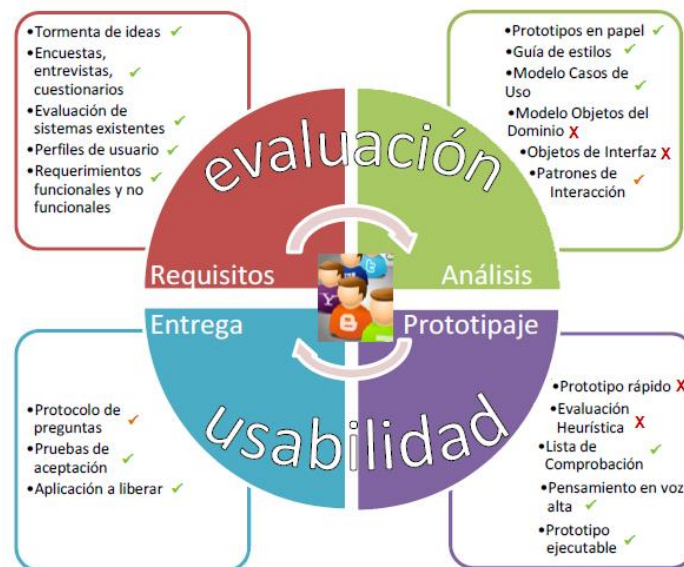 •Tormenta de ideas ✓
•Encuestas,
entrevistas, ✓
cuestionarios
•Evaluación de
sistemas existentes ✓
•Perfiles de usuario ✓
•Requerimientos
funcionales y no ✓
funcionales
•Prototipos en papel ✓
•Guía de estilos ✓
•Modelo Casos de
Uso ✓
•Modelo Objetos del
Dominio X
•Objetos de Interfaz X
•Patrones de
Interacción ✓
evaluación
Requisitos
Análisis
Entrega
Prototipaje
usabilidad
•Protocolo de
preguntas ✓
•Pruebas de
aceptación ✓
•Aplicación a liberar ✓
•Prototipo rápido X
•Evaluación
Heurística X
•Lista de
Comprobación ✓
•Pensamiento en voz
alta ✓
•Prototipo
ejecutable ✓